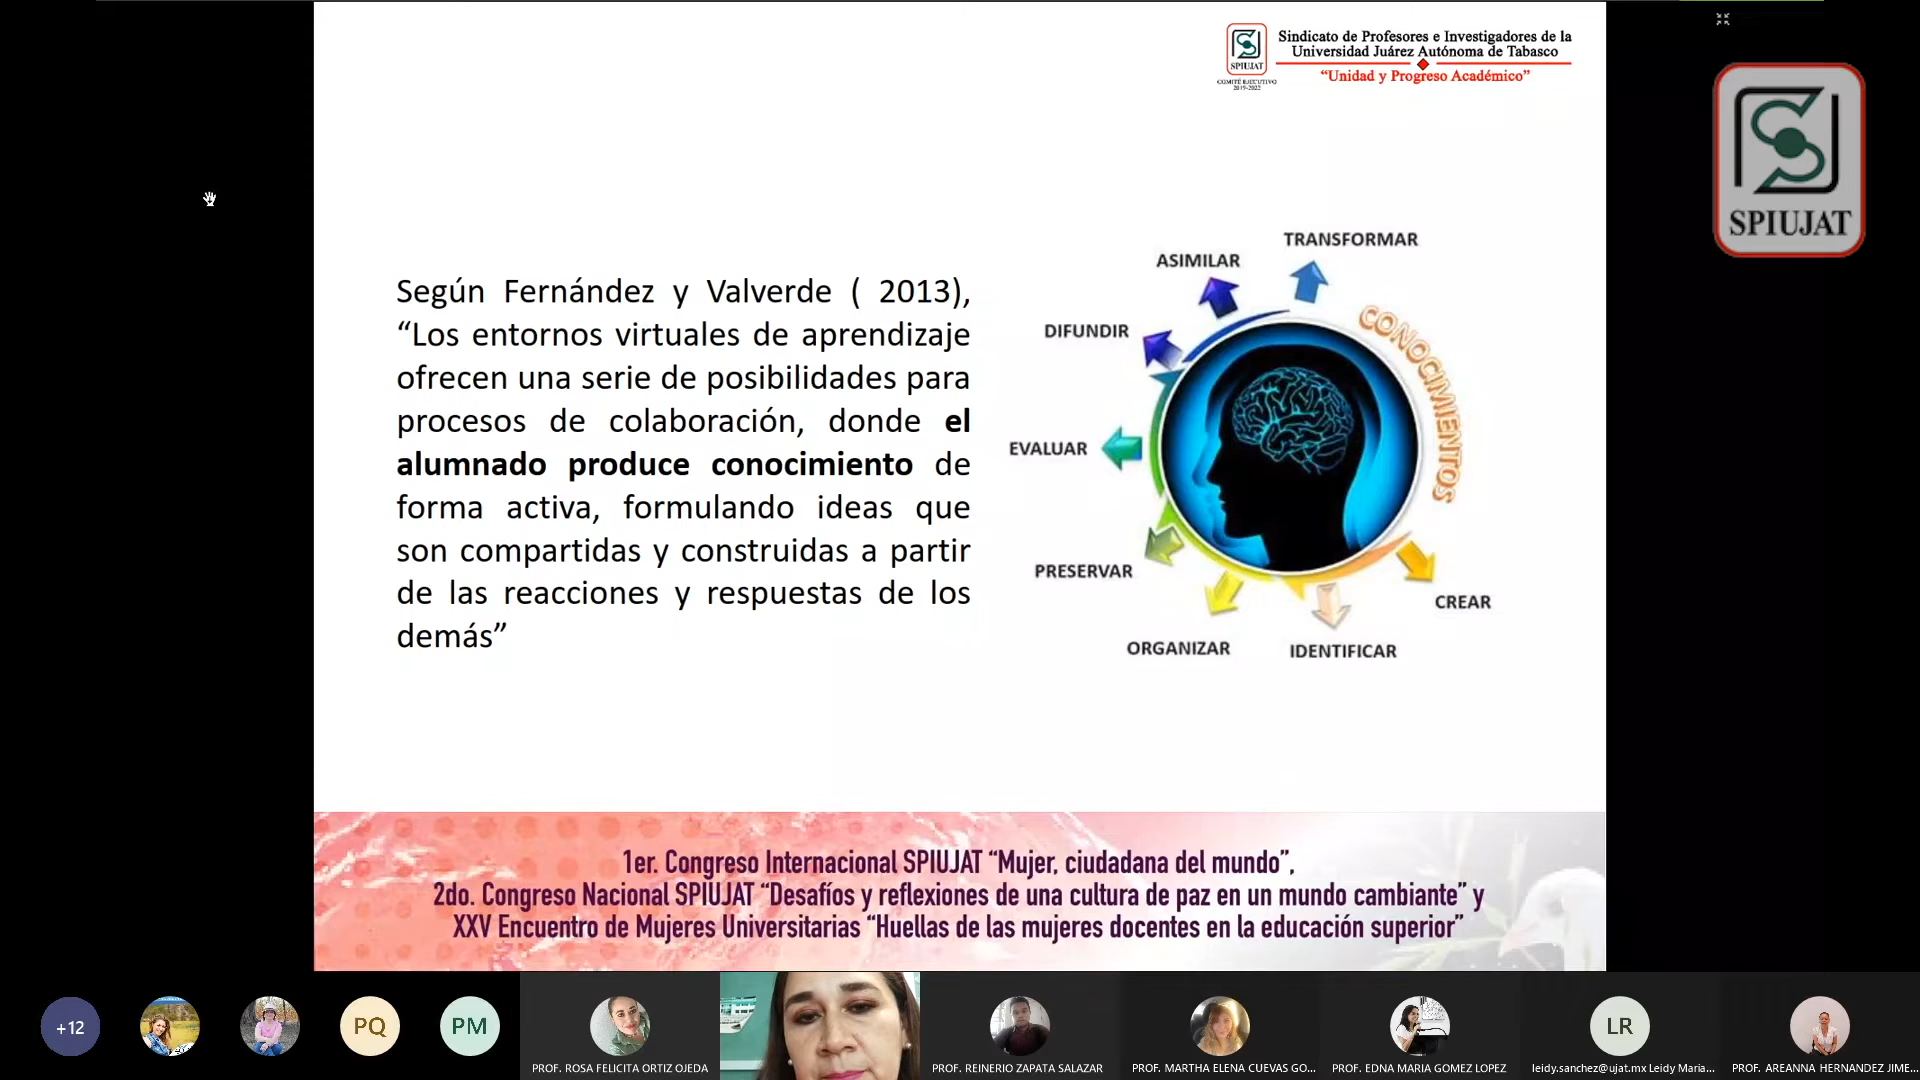 SPIUJAT
COMITÉ EJECUTIVO
2019-2022
Sindicato de Profesores e Investigadores de la
Universidad Juárez Autónoma de Tabasco
“Unidad y Progreso Académico”
SPIUJAT
Según Fernández y Valverde ( 2013),
“Los entornos virtuales de aprendizaje
ofrecen una serie de posibilidades para
procesos de colaboración, donde el
alumnado produce conocimiento de
forma activa, formulando ideas que
son compartidas y construidas a partir
de las reacciones y respuestas de los
demás”
TRANSFORMAR
ASIMILAR
DIFUNDIR
EVALUAR
PRESERVAR
ORGANIZAR
IDENTIFICAR
CREAR
CONOCIMIENTOS
1er. Congreso Internacional SPIUJAT “Mujer, ciudadana del mundo”,
2do. Congreso Nacional SPIUJAT “Desafíos y reflexiones de una cultura de paz en un mundo cambiante” y
XXV Encuentro de Mujeres Universitarias “Huellas de las mujeres docentes en la educación superior”
+12
PQ
PM
LR
PROF. ROSA FELICITA ORTIZ OJEDA
PROF. REINERIO ZAPATA SALAZAR
PROF. MARTHA ELENA CUEVAS GO...
PROF. EDNA MARIA GOMEZ LOPEZ
leidy.sanchez@ujat.mx Leidy Maria...
PROF. AREANNA HERNANDEZ JIME...